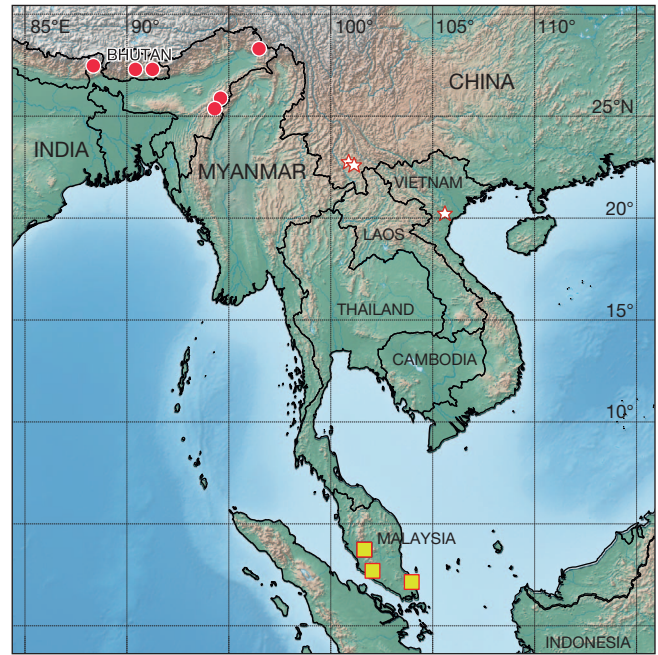 85°E 90° 100° 105° 110°
BHUTAN
CHINA
25°N
INDIA
MYANMAR
VIETNAM
20°
LAOS
THAILAND
15°
CAMBODIA
10°
MALAYSIA
INDONESIA